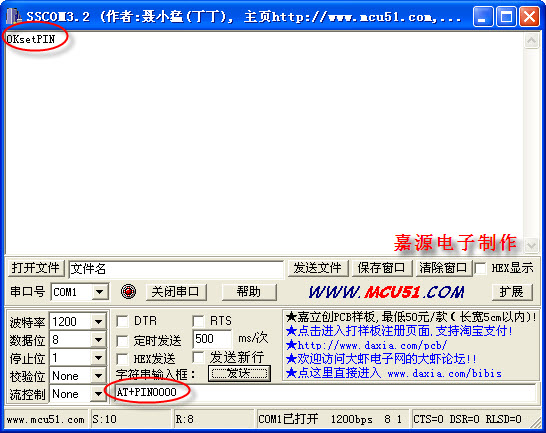 SSCOM3.2 (作者:聂小猛(丁丁), 主页http://www.mcu51.com,...
OKsetPIN
嘉源电子制作
打开文件 文件名 发送文件 保存窗口 清除窗口 HEX显示
串口号 COM1 关闭串口 帮助 WWW.MCU51.COM 扩展
波特率 1200
数据位 8
停止位 1
校验位 None
流控制 None
DTR RTS
定时发送 500 ms/次
HEX发送 发送新行
字符串输入框: 发送
AT+PIN0000
★嘉立创PCB样板,最低50元/款(长宽5cm以内)!
★点击进入打样板注册页面,支持淘宝支付!
★http://www.daxia.com/pcb/
★欢迎访问大虾电子网的大虾论坛!!
★点这里直接进入 www.daxia.com/bibis
www.mcu51.com S:10 R:8 COM1已打开 1200bps 8 1 CTS=0 DSR=0 RLSD=0